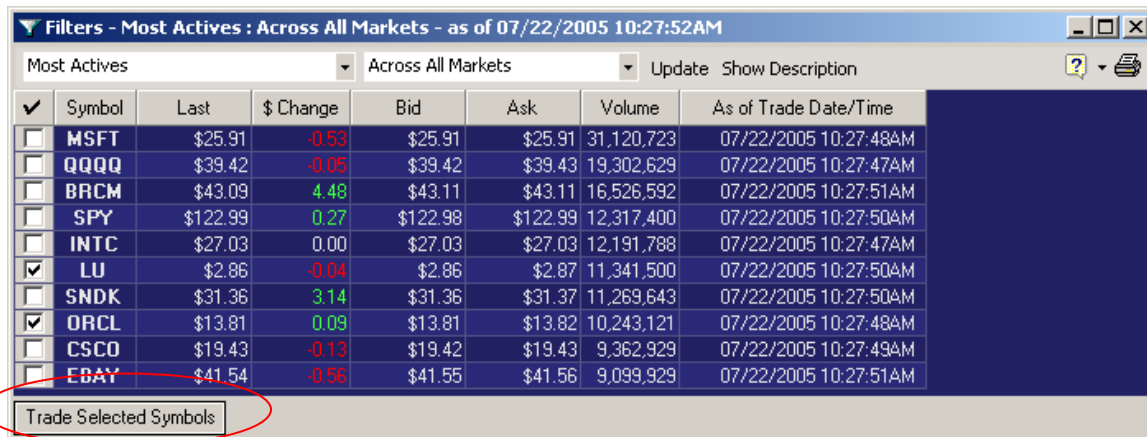 Filters - Most Actives : Across All Markets - as of 07/22/2005 10:27:52AM
Most Actives Across All Markets Update Show Description
Symbol Last $ Change Bid Ask Volume As of Trade Date/Time
MSFT $25.91 -0.53 $25.91 $25.91 31,120,723 07/22/2005 10:27:48AM
QQQQ $39.42 -0.05 $39.42 $39.43 19,302,629 07/22/2005 10:27:47AM
BRCM $43.09 4.48 $43.11 $43.11 16,526,592 07/22/2005 10:27:51AM
SPY $122.99 0.27 $122.98 $122.99 12,317,400 07/22/2005 10:27:50AM
INTC $27.03 0.00 $27.03 $27.03 12,191,788 07/22/2005 10:27:47AM
LU $2.86 -0.04 $2.86 $2.87 11,341,500 07/22/2005 10:27:50AM
SNDK $31.36 3.14 $31.36 $31.37 11,269,643 07/22/2005 10:27:50AM
ORCL $13.81 0.09 $13.81 $13.82 10,243,121 07/22/2005 10:27:48AM
CSCO $19.43 -0.13 $19.42 $19.43 9,362,929 07/22/2005 10:27:49AM
EBAY $41.54 -0.56 $41.55 $41.56 9,099,929 07/22/2005 10:27:51AM
Trade Selected Symbols